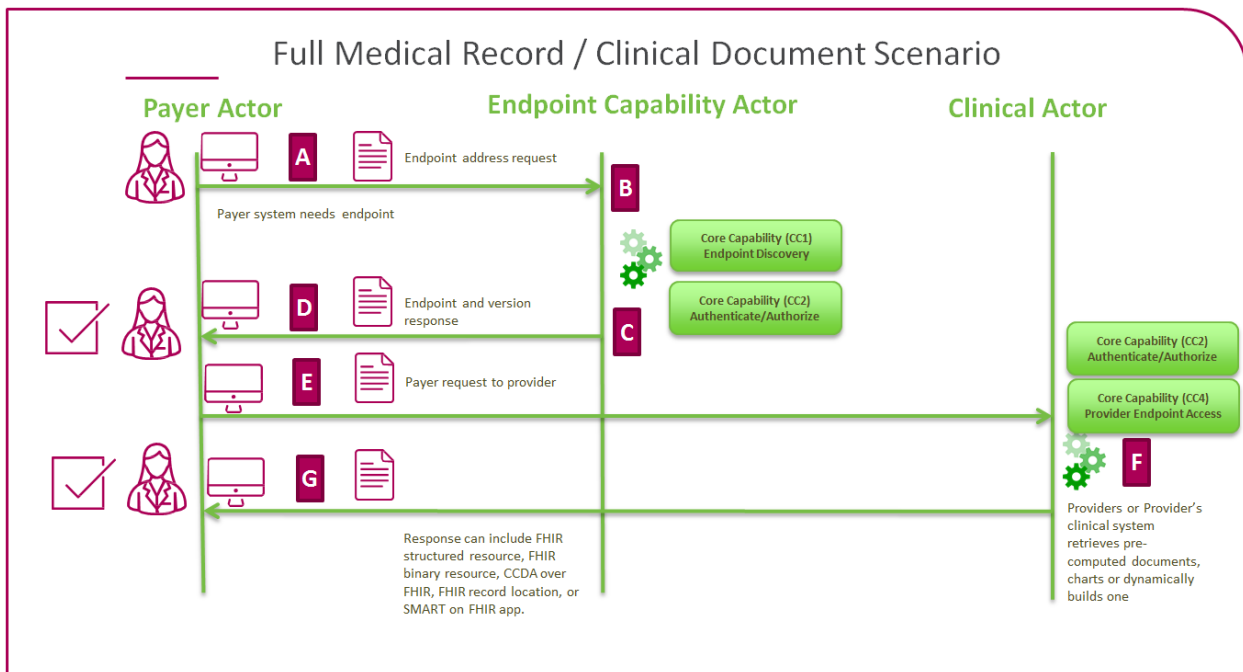 Full Medical Record / Clinical Document Scenario
Payer Actor
Endpoint Capability Actor
Clinical Actor
A
Endpoint address request
B
Payer system needs endpoint
Core Capability (CC1)
Endpoint Discovery
D
Endpoint and version
response
Core Capability (CC2)
Authenticate/Authorize
C
Core Capability (CC2)
Authenticate/Authorize
E
Payer request to provider
Core Capability (CC4)
Provider Endpoint Access
G
F
Response can include FHIR
structured resource, FHIR
binary resource, CCDA over
FHIR, FHIR record location, or
SMART on FHIR app.
Providers or Provider's
clinical system
retrieves pre-
computed documents,
charts or dynamically
builds one